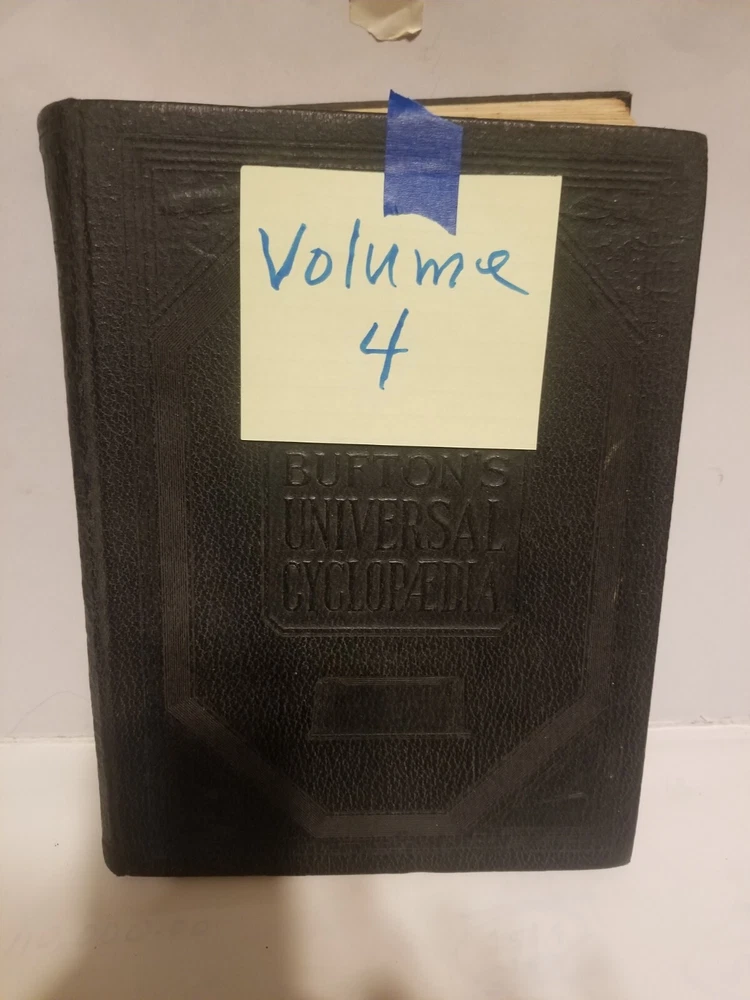 Volume
4
BUFTON'S
UNIVERSAL
CYCLOPÆDIA